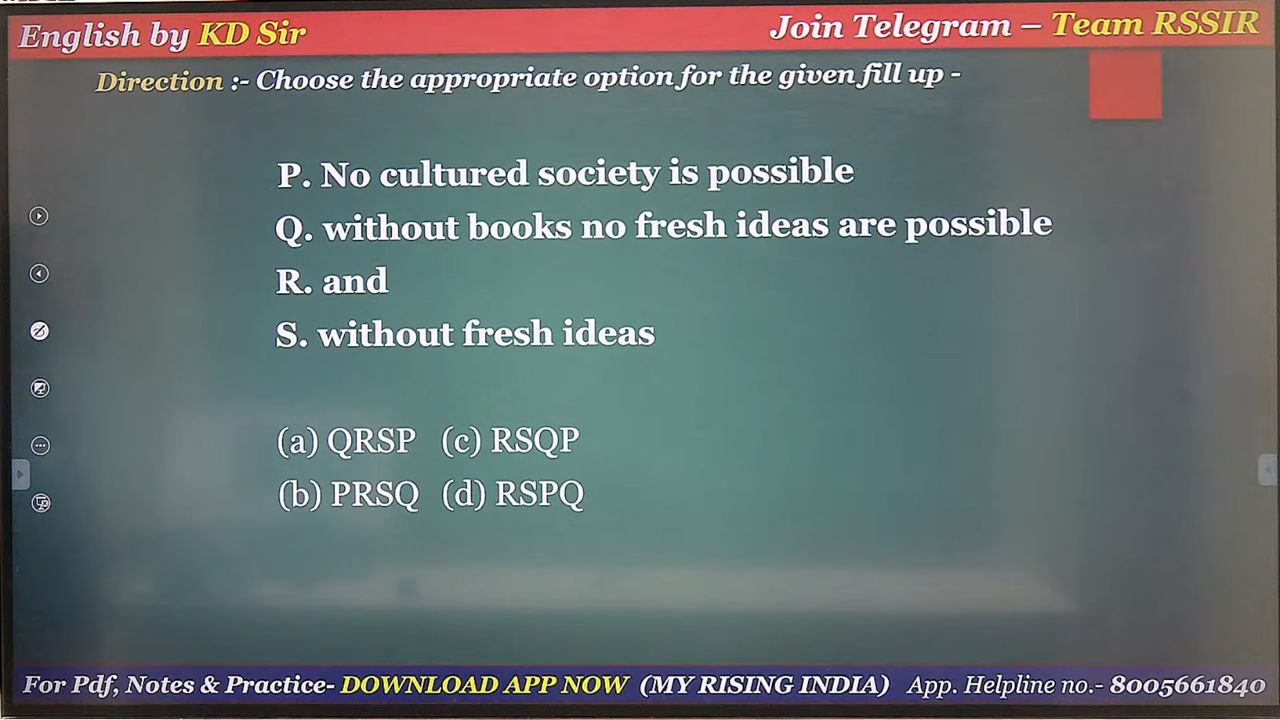 English by KD Sir
Join Telegram – Team RSSIR
Direction :- Choose the appropriate option for the given fill up -
P. No cultured society is possible
Q. without books no fresh ideas are possible
R. and
S. without fresh ideas
(a) QRSP (c) RSQP
(b) PRSQ (d) RSPQ
For Pdf, Notes & Practice- DOWNLOAD APP NOW (MY RISING INDIA) App. Helpline no.- 8005661840